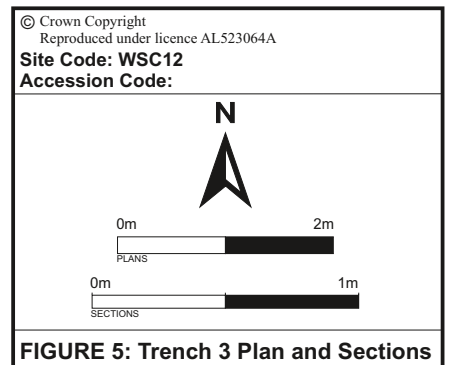 © Crown Copyright
Reproduced under licence AL523064A
Site Code: WSC12
Accession Code:
N
0m 2m
PLANS
0m 1m
SECTIONS
FIGURE 5: Trench 3 Plan and Sections